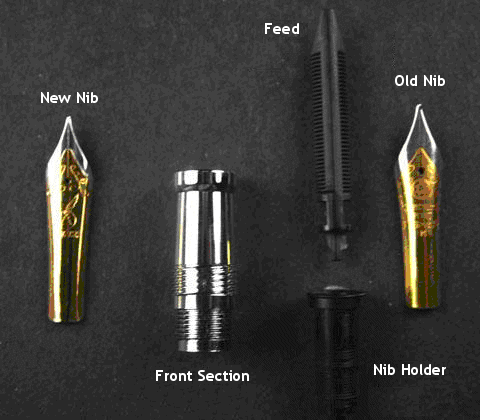 Feed
Old Nib
New Nib
Front Section
Nib Holder